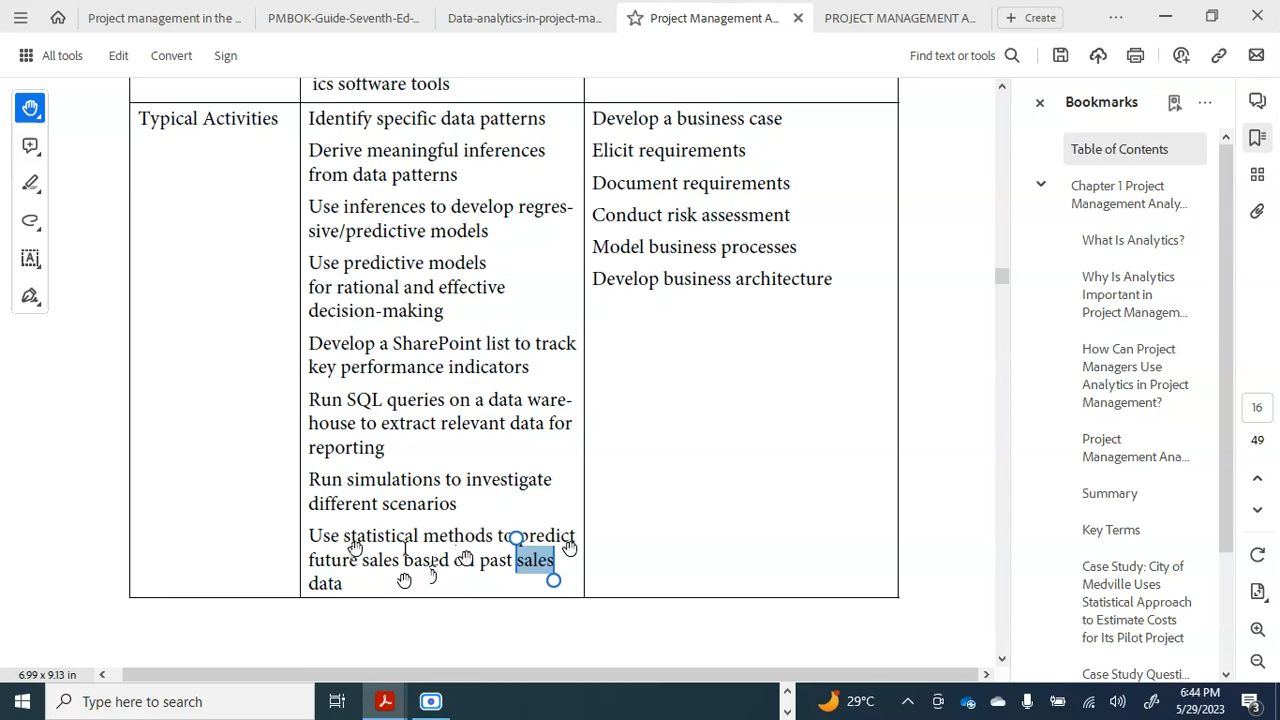 Project management in the ...
PMBOK-Guide-Seventh-Ed-...
Data-analytics-in-project-ma...
Project Management A...
PROJECT MANAGEMENT A...
Create
All tools
Edit
Convert
Sign
Find text or tools
ics software tools
Typical Activities
Identify specific data patterns
Derive meaningful inferences
from data patterns
Use inferences to develop regres-
sive/predictive models
Use predictive models
for rational and effective
decision-making
Develop a SharePoint list to track
key performance indicators
Run SQL queries on a data ware-
house to extract relevant data for
reporting
Run simulations to investigate
different scenarios
Use statistical methods to predict
future sales based on past sales
data
Develop a business case
Elicit requirements
Document requirements
Conduct risk assessment
Model business processes
Develop business architecture
Bookmarks
Table of Contents
Chapter 1 Project
Management Analy...
What Is Analytics?
Why Is Analytics
Important in
Project Managem...
How Can Project
Managers Use
Analytics in Project
Management?
Project
Management Ana...
Summary
Key Terms
Case Study: City of
Medville Uses
Statistical Approach
to Estimate Costs
for Its Pilot Project
Case Study Questi...
16
49
6.99 x 9.13 in
Type here to search
29°C
6:44 PM
5/29/2023
3